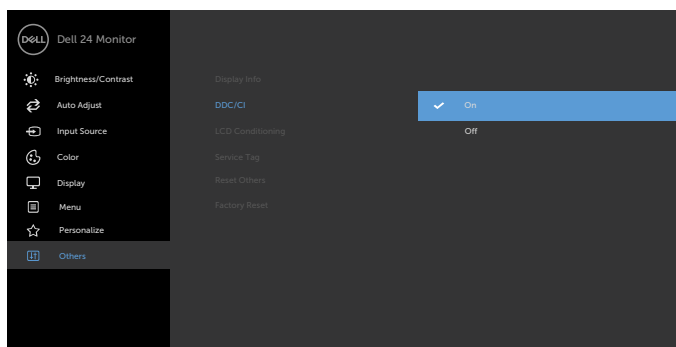 DELL Dell 24 Monitor
Brightness/Contrast
Auto Adjust
Input Source
Color
Display
Menu
Personalize
Others
Display Info
DDC/CI
LCD Conditioning
Service Tag
Reset Others
Factory Reset
On
Off